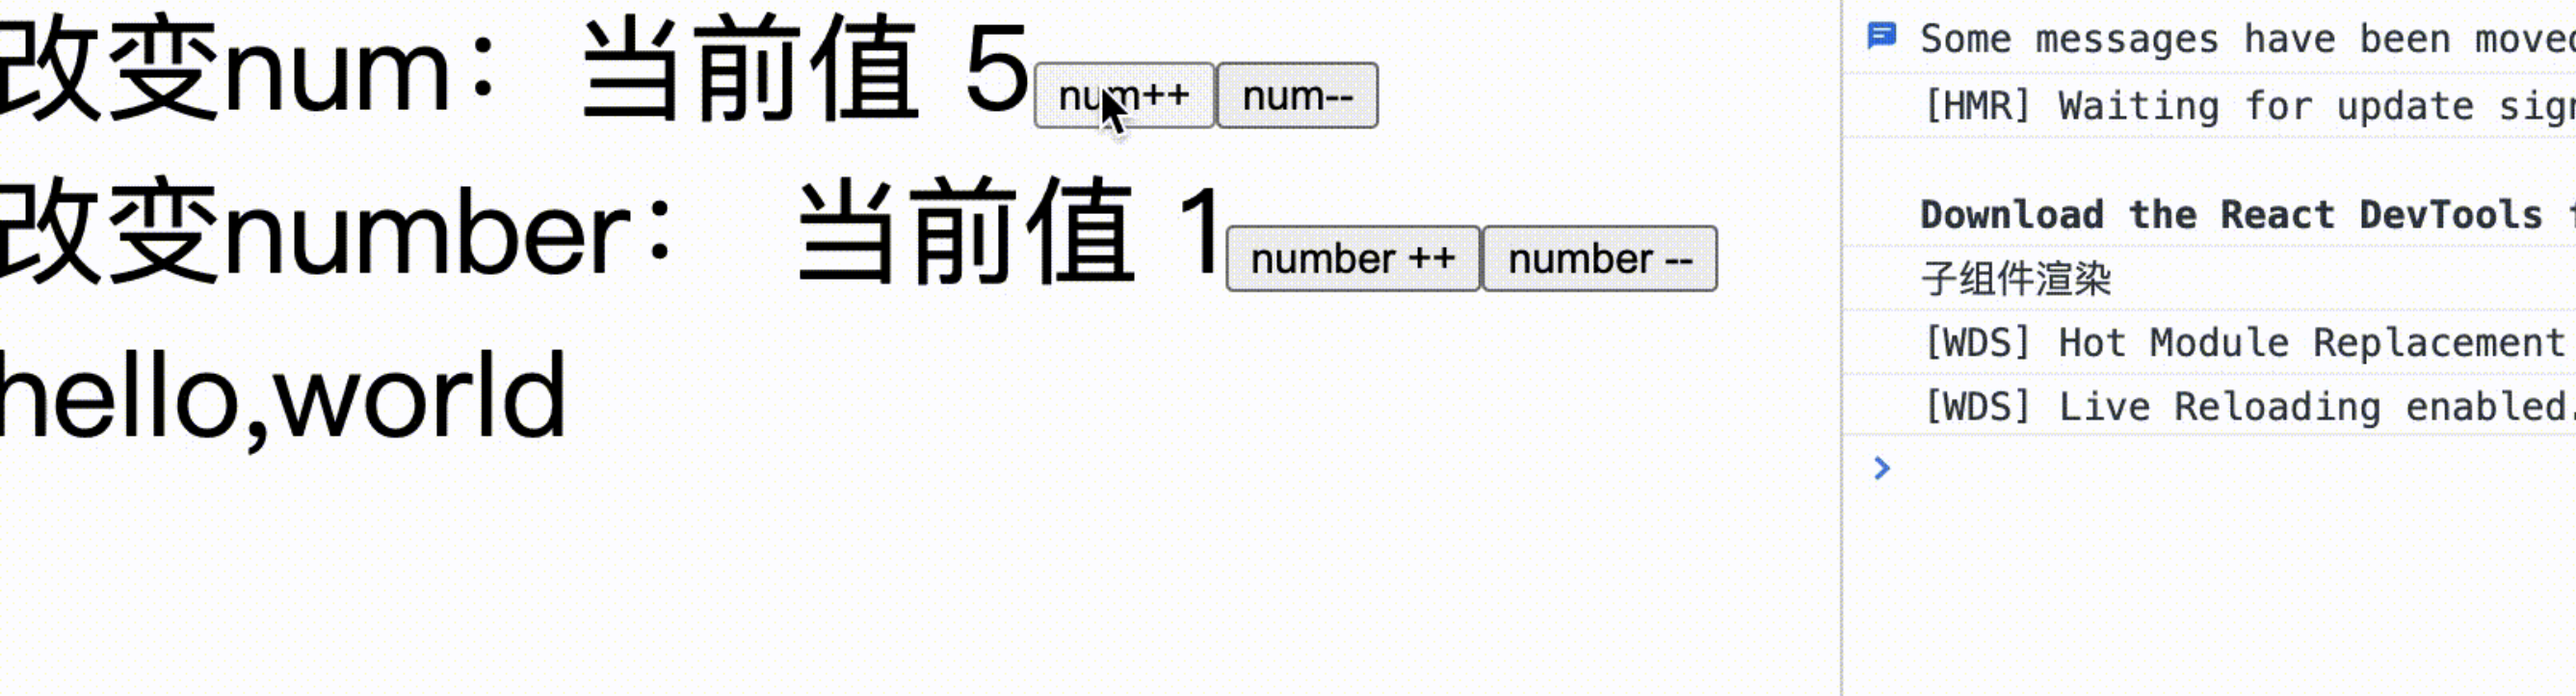 改变num：当前值 5 num++ num--
改变number： 当前值 1 number ++ number --
hello,world
Some messages have been moved
[HMR] Waiting for update sign
Download the React DevTools f
子组件渲染
[WDS] Hot Module Replacement
[WDS] Live Reloading enabled.